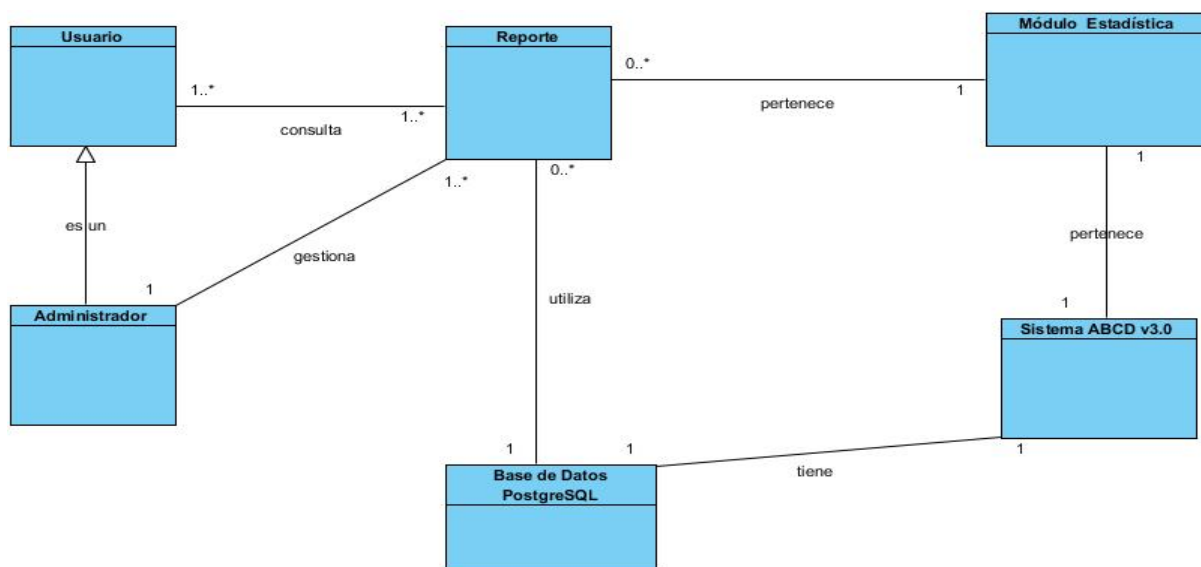 Módulo Estadística
Usuario
Reporte
0..*
1..*
1
pertenece
1..*
consulta
1
0..*
1..*
es un
pertenece
gestiona
1
utiliza
1
Administrador
Sistema ABCD v3.0
1
1
1
tiene
Base de Datos
PostgreSQL